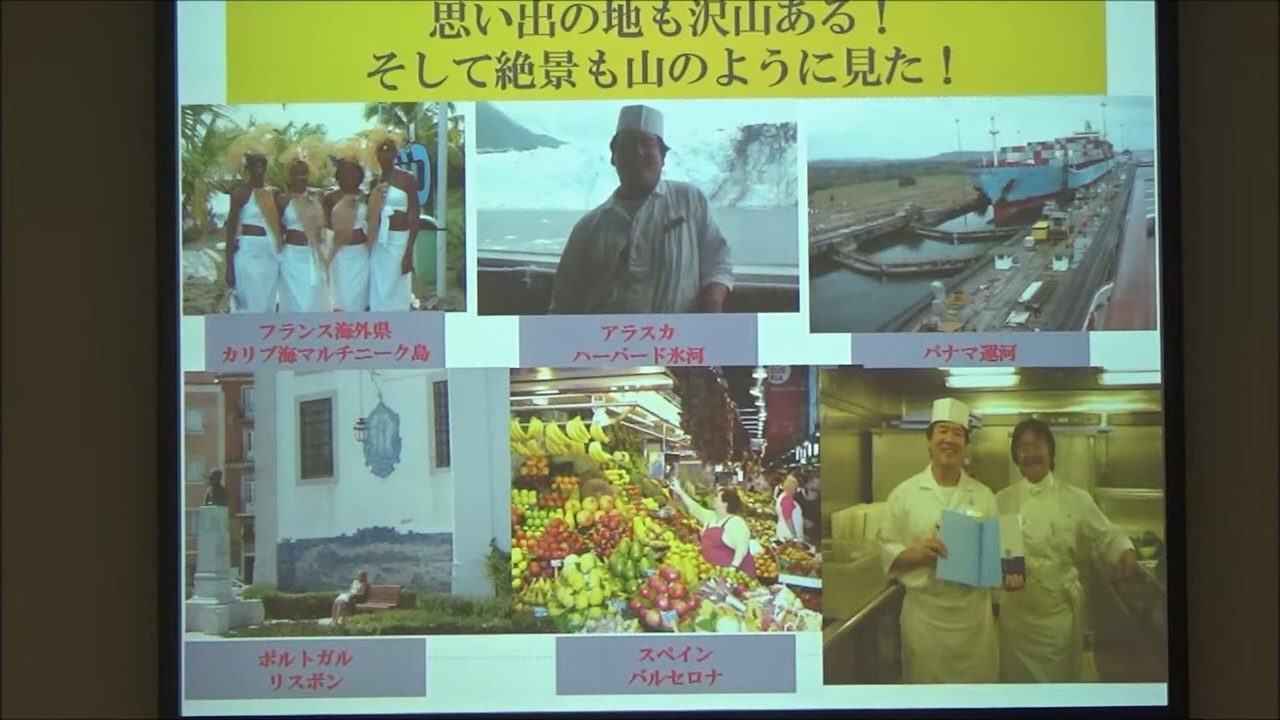 思い出の地も沢山ある！
そして絶景も山のように見た！
フランス海外県
カリブ海マルチニーク島
アラスカ
ハーバード氷河
パナマ運河
ポルトガル
リスボン
スペイン
バルセロナ